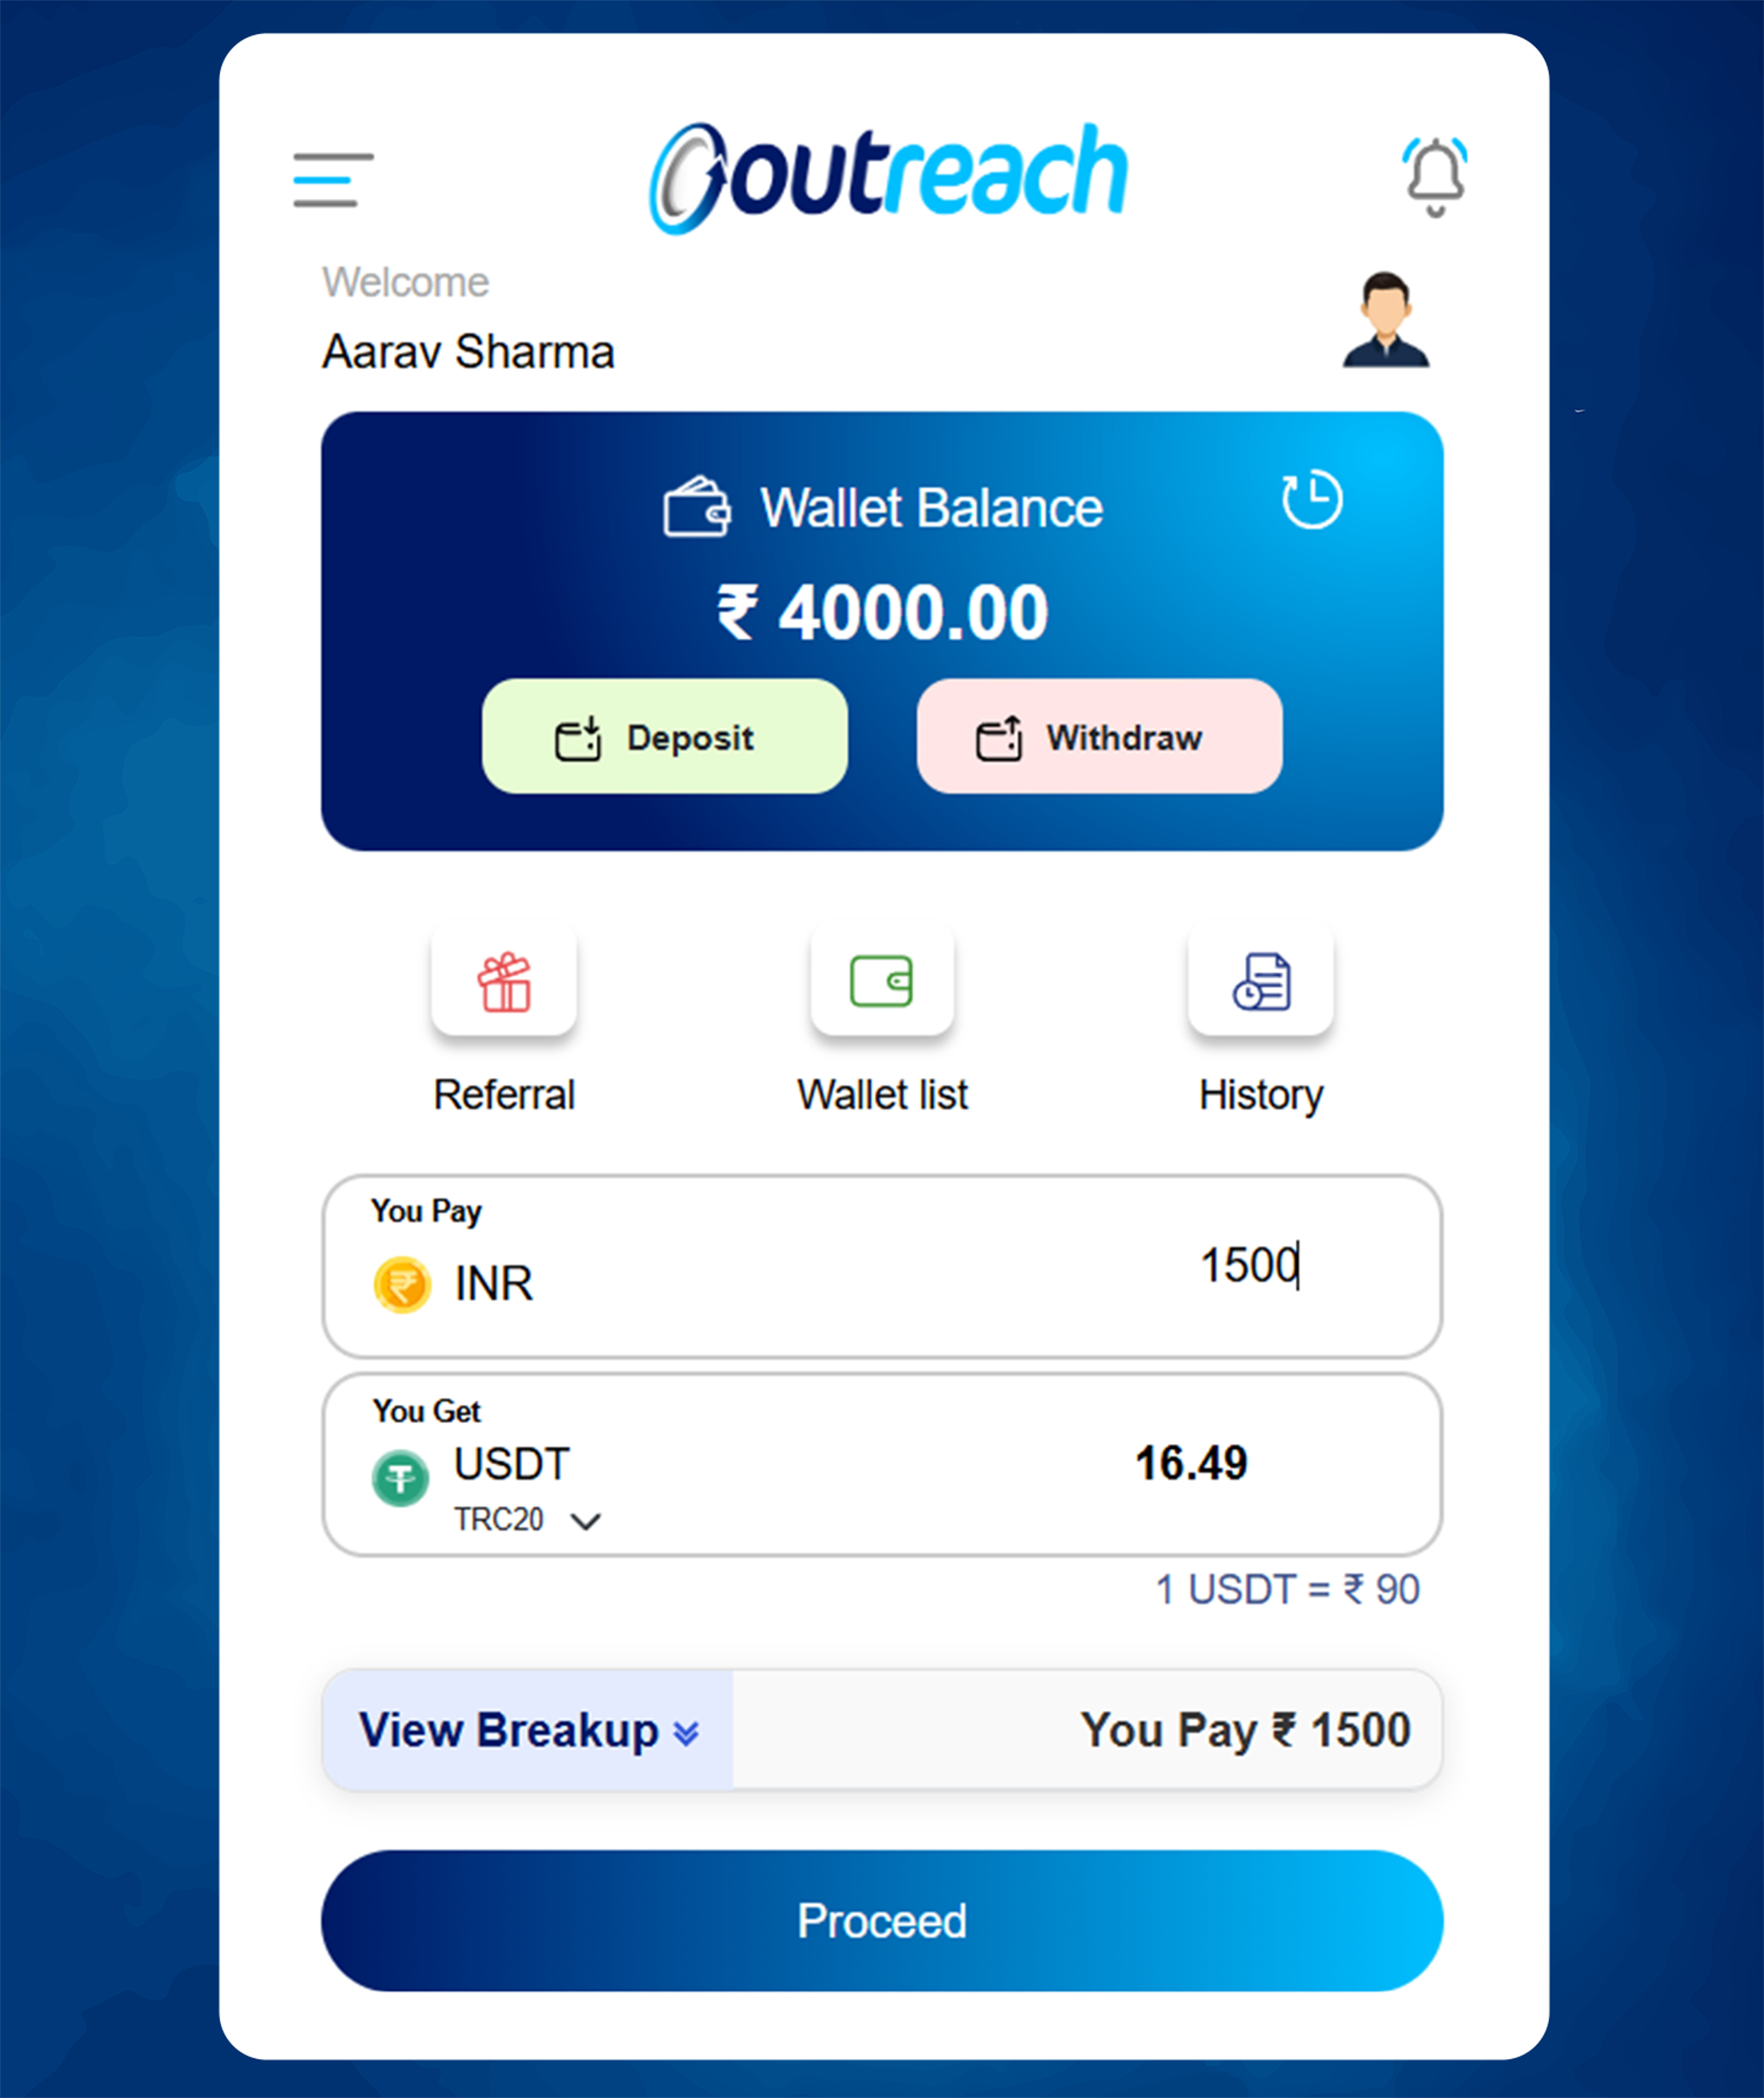 outreach
Welcome
Aarav Sharma
Wallet Balance
₹ 4000.00
Deposit
Withdraw
Referral
Wallet list
History
You Pay
INR
1500
You Get
USDT
16.49
TRC20
1 USDT = ₹ 90
View Breakup
You Pay ₹ 1500
Proceed